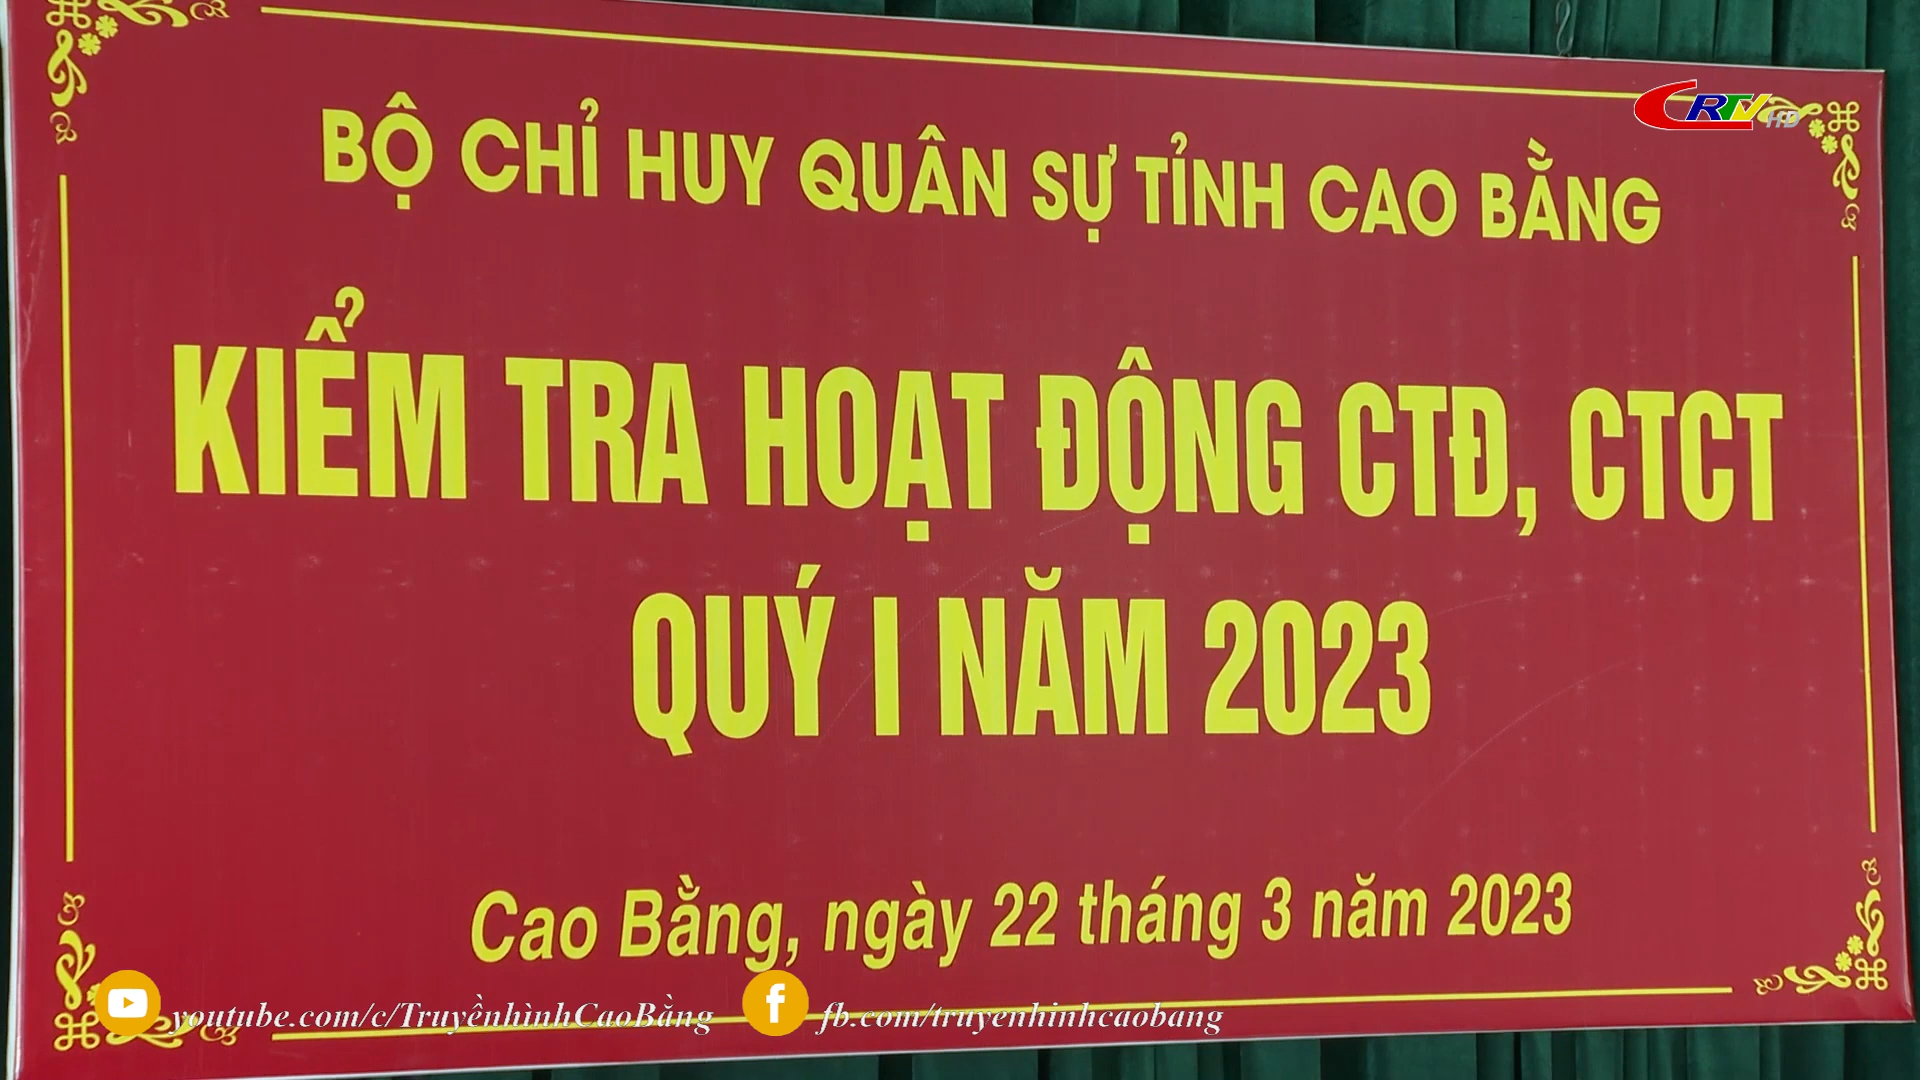 CRTV HD
BỘ CHỈ HUY QUÂN SỰ TỈNH CAO BẰNG
KIỂM TRA HOẠT ĐỘNG CTĐ, CTCT
QUÝ I NĂM 2023
Cao Bằng, ngày 22 tháng 3 năm 2023
youtube.com/c/TruyềnhìnhCaoBằng
fb.com/truyenhinhcaobang